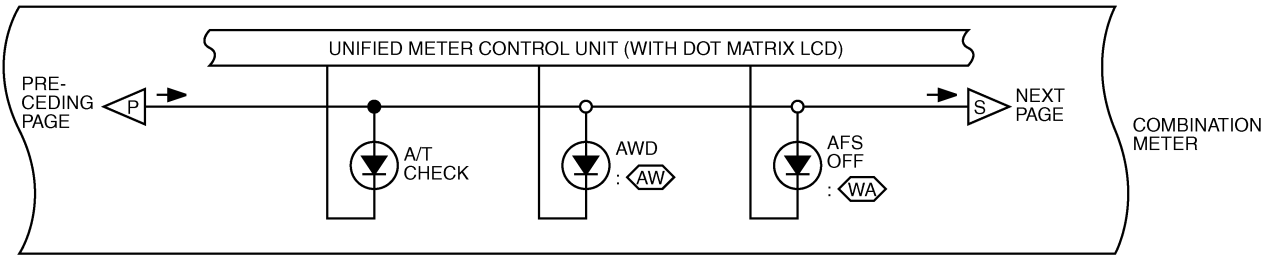 UNIFIED METER CONTROL UNIT (WITH DOT MATRIX LCD)
PRE-
CEDING
PAGE
P
S
NEXT
PAGE
COMBINATION
METER
A/T
CHECK
AWD
: AW
AFS
OFF
: WA